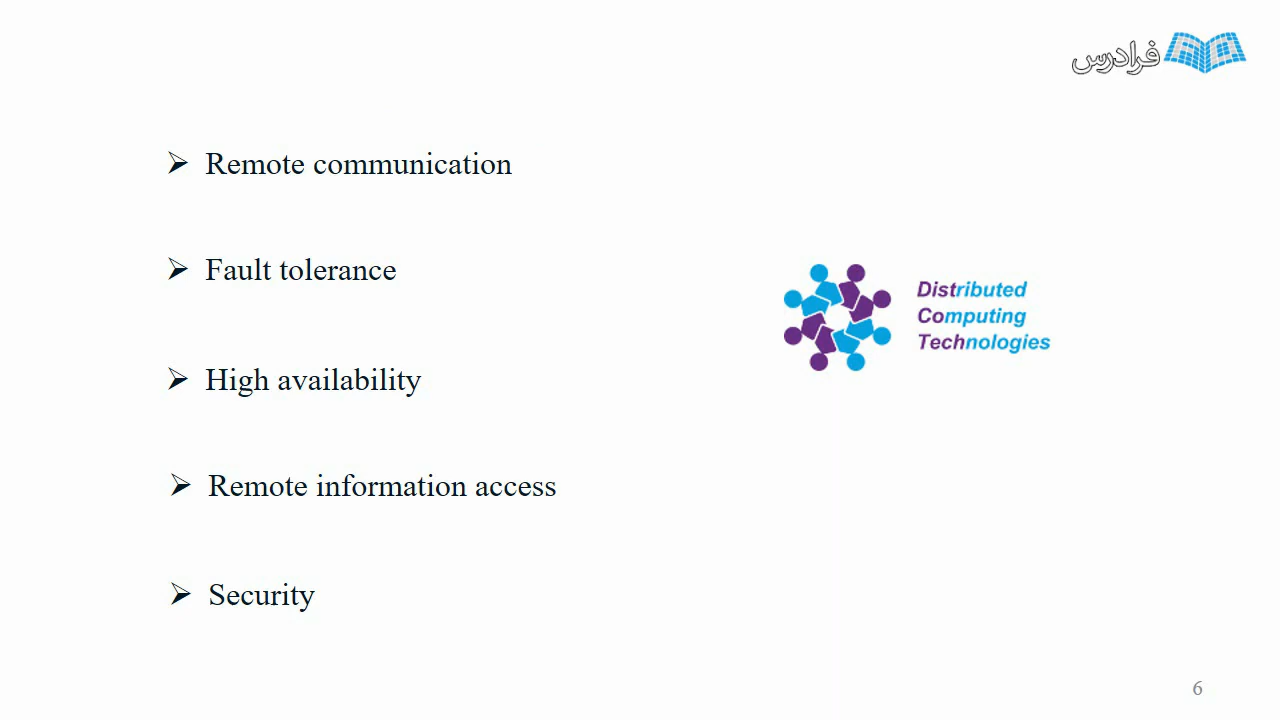 فرادرس
Remote communication
Fault tolerance
High availability
Remote information access
Security
Distributed
Computing
Technologies
6